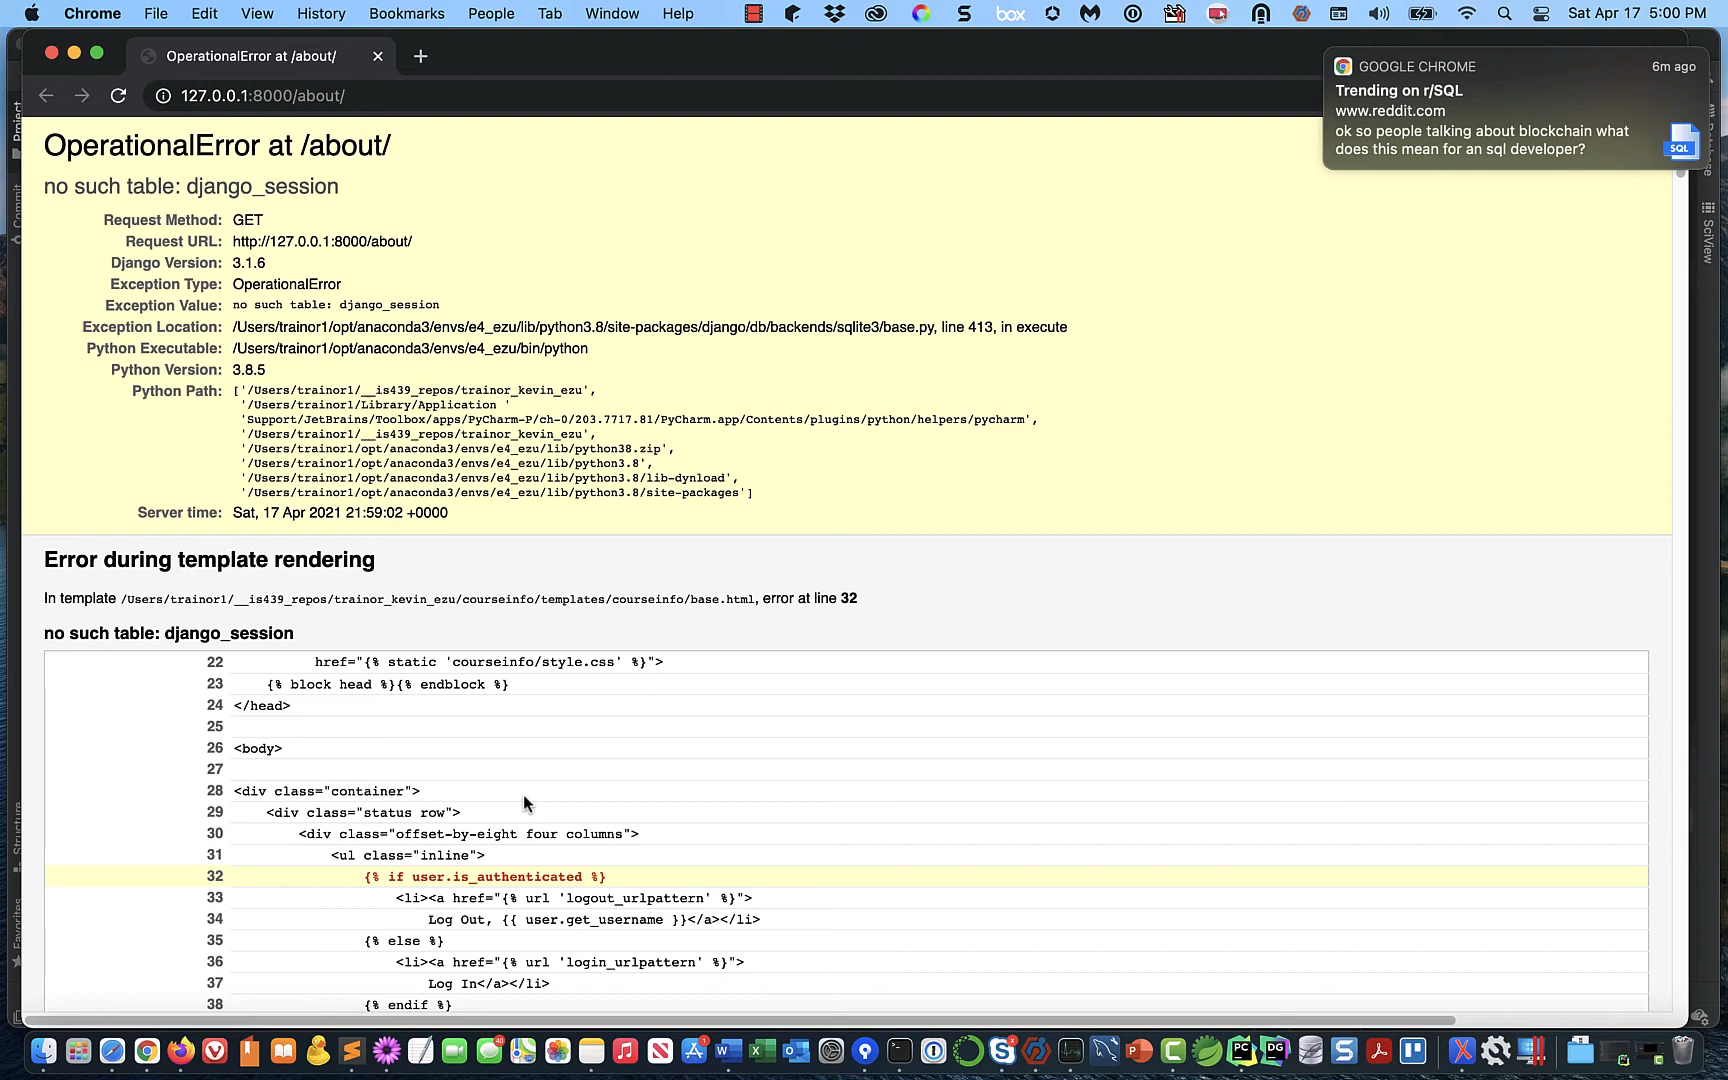 Chrome File Edit View History Bookmarks People Tab Window Help box Sat Apr 17 5:00 PM
OperationalError at /about/
127.0.0.1:8000/about/
GOOGLE CHROME 6m ago
Trending on r/SQL
www.reddit.com
ok so people talking about blockchain what
does this mean for an sql developer?
SQL
OperationalError at /about/
no such table: django_session
Request Method: GET
Request URL: http://127.0.0.1:8000/about/
Django Version: 3.1.6
Exception Type: OperationalError
Exception Value: no such table: django_session
Exception Location: /Users/trainor1/opt/anaconda3/envs/e4_ezu/lib/python3.8/site-packages/django/db/backends/sqlite3/base.py, line 413, in execute
Python Executable: /Users/trainor1/opt/anaconda3/envs/e4_ezu/bin/python
Python Version: 3.8.5
Python Path: ['/Users/trainor1/__is439_repos/trainor_kevin_ezu',
'/Users/trainor1/Library/Application '
'Support/JetBrains/Toolbox/apps/PyCharm-P/ch-0/203.7717.81/PyCharm.app/Contents/plugins/python/helpers/pycharm',
'/Users/trainor1/__is439_repos/trainor_kevin_ezu',
'/Users/trainor1/opt/anaconda3/envs/e4_ezu/lib/python38.zip',
'/Users/trainor1/opt/anaconda3/envs/e4_ezu/lib/python3.8',
'/Users/trainor1/opt/anaconda3/envs/e4_ezu/lib/python3.8/lib-dynload',
'/Users/trainor1/opt/anaconda3/envs/e4_ezu/lib/python3.8/site-packages']
Server time: Sat, 17 Apr 2021 21:59:02 +0000
Error during template rendering
In template /Users/trainor1/__is439_repos/trainor_kevin_ezu/courseinfo/templates/courseinfo/base.html, error at line 32
no such table: django_session
22 href="{% static 'courseinfo/style.css' %}">
23 {% block head %}{% endblock %}
24 </head>
25
26 <body>
27
28 <div class="container">
29 <div class="status row">
30 <div class="offset-by-eight four columns">
31 <ul class="inline">
32 {% if user.is_authenticated %}
33 <li><a href="{% url 'logout_urlpattern' %}">
34 Log Out, {{ user.get_username }}</a></li>
35 {% else %}
36 <li><a href="{% url 'login_urlpattern' %}">
37 Log In</a></li>
38 {% endif %}
Project
Commit
Structure
Favorites
SciView
PC
DG